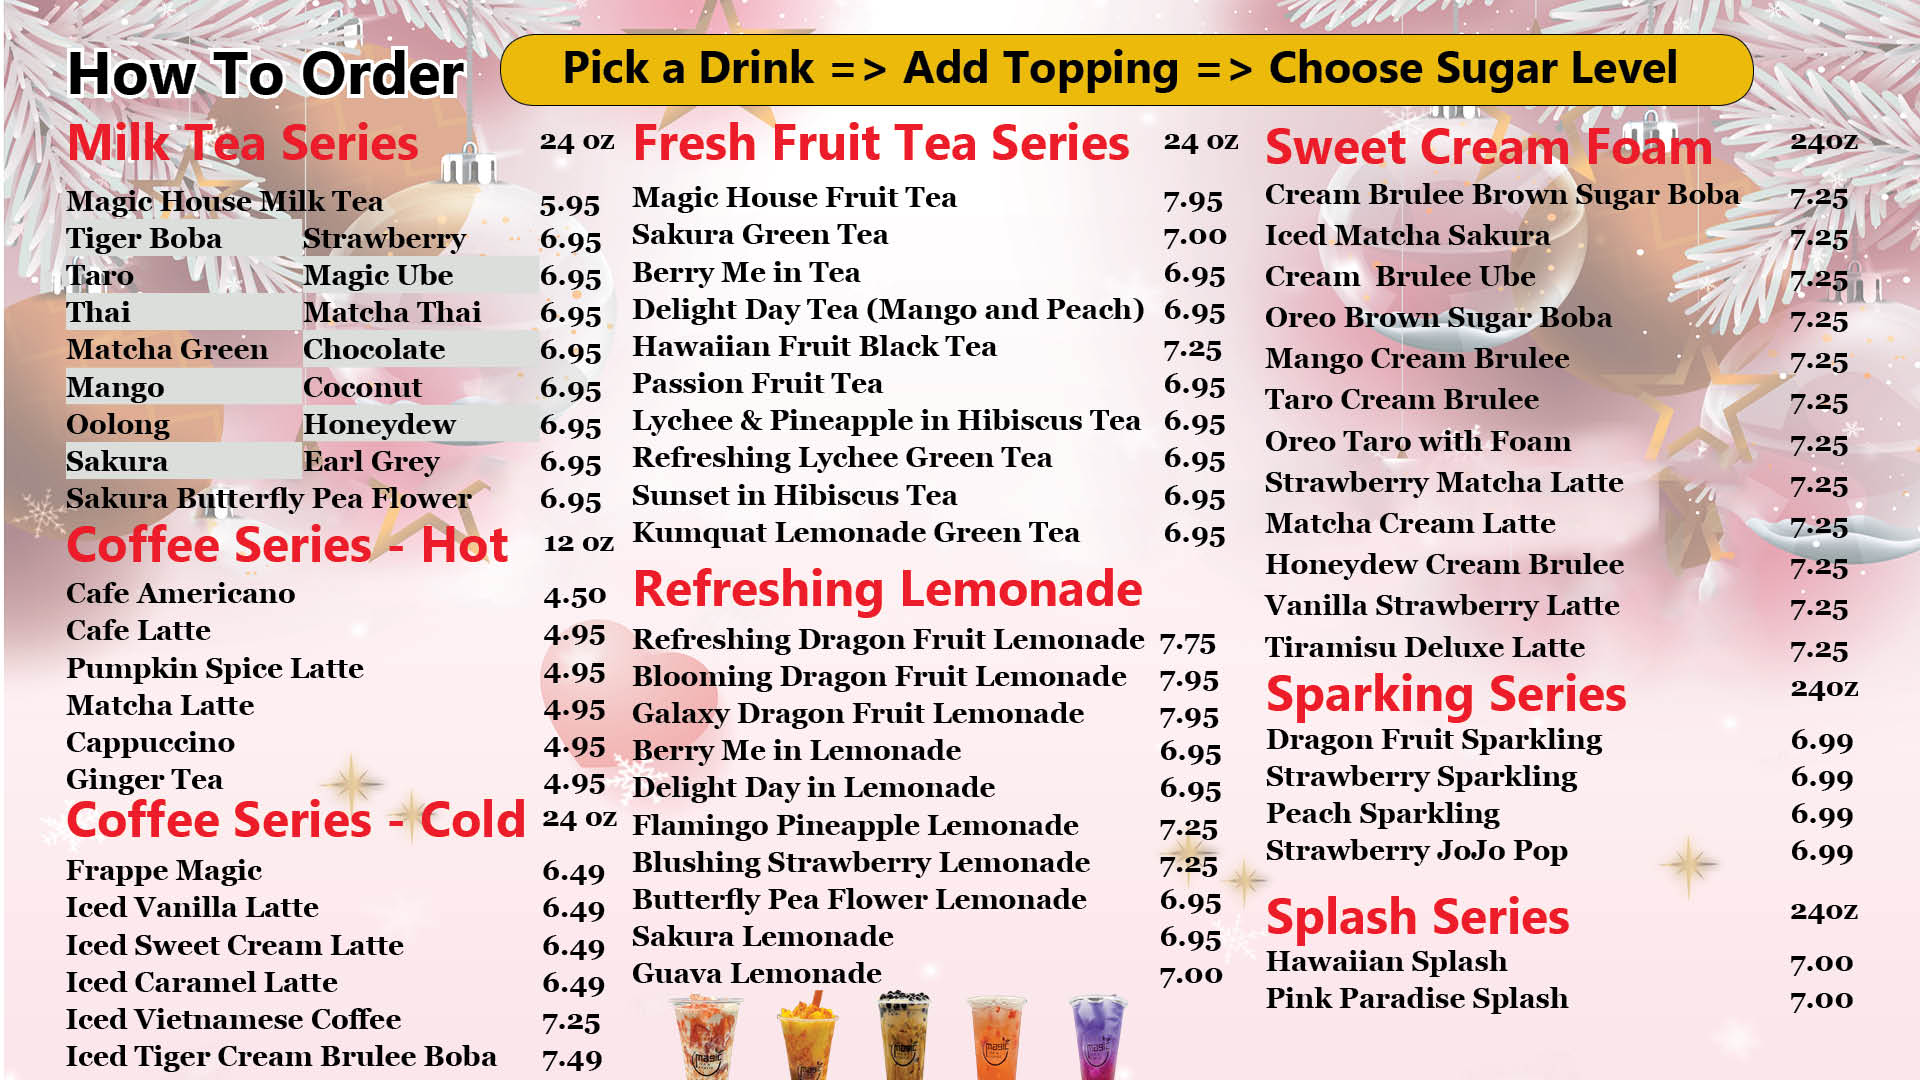 How To Order
Pick a Drink => Add Topping => Choose Sugar Level
Milk Tea Series 24 oz
Magic House Milk Tea 5.95
Tiger Boba Strawberry 6.95
Taro Magic Ube 6.95
Thai Matcha Thai 6.95
Matcha Green Chocolate 6.95
Mango Coconut 6.95
Oolong Honeydew 6.95
Sakura Earl Grey 6.95
Sakura Butterfly Pea Flower 6.95
Coffee Series - Hot 12 oz
Cafe Americano 4.50
Cafe Latte 4.95
Pumpkin Spice Latte 4.95
Matcha Latte 4.95
Cappuccino 4.95
Ginger Tea 4.95
Coffee Series - Cold 24 oz
Frappe Magic 6.49
Iced Vanilla Latte 6.49
Iced Sweet Cream Latte 6.49
Iced Caramel Latte 6.49
Iced Vietnamese Coffee 7.25
Iced Tiger Cream Brulee Boba 7.49
Fresh Fruit Tea Series 24 oz
Magic House Fruit Tea 7.95
Sakura Green Tea 7.00
Berry Me in Tea 6.95
Delight Day Tea (Mango and Peach) 6.95
Hawaiian Fruit Black Tea 7.25
Passion Fruit Tea 6.95
Lychee & Pineapple in Hibiscus Tea 6.95
Refreshing Lychee Green Tea 6.95
Sunset in Hibiscus Tea 6.95
Kumquat Lemonade Green Tea 6.95
Refreshing Lemonade
Refreshing Dragon Fruit Lemonade 7.75
Blooming Dragon Fruit Lemonade 7.95
Galaxy Dragon Fruit Lemonade 7.95
Berry Me in Lemonade 6.95
Delight Day in Lemonade 6.95
Flamingo Pineapple Lemonade 7.25
Blushing Strawberry Lemonade 7.25
Butterfly Pea Flower Lemonade 6.95
Sakura Lemonade 6.95
Guava Lemonade 7.00
magic
magic
magic
magic
magic
Sweet Cream Foam 24oz
Cream Brulee Brown Sugar Boba 7.25
Iced Matcha Sakura 7.25
Cream Brulee Ube 7.25
Oreo Brown Sugar Boba 7.25
Mango Cream Brulee 7.25
Taro Cream Brulee 7.25
Oreo Taro with Foam 7.25
Strawberry Matcha Latte 7.25
Matcha Cream Latte 7.25
Honeydew Cream Brulee 7.25
Vanilla Strawberry Latte 7.25
Tiramisu Deluxe Latte 7.25
Sparking Series 24oz
Dragon Fruit Sparkling 6.99
Strawberry Sparkling 6.99
Peach Sparkling 6.99
Strawberry JoJo Pop 6.99
Splash Series 24oz
Hawaiian Splash 7.00
Pink Paradise Splash 7.00